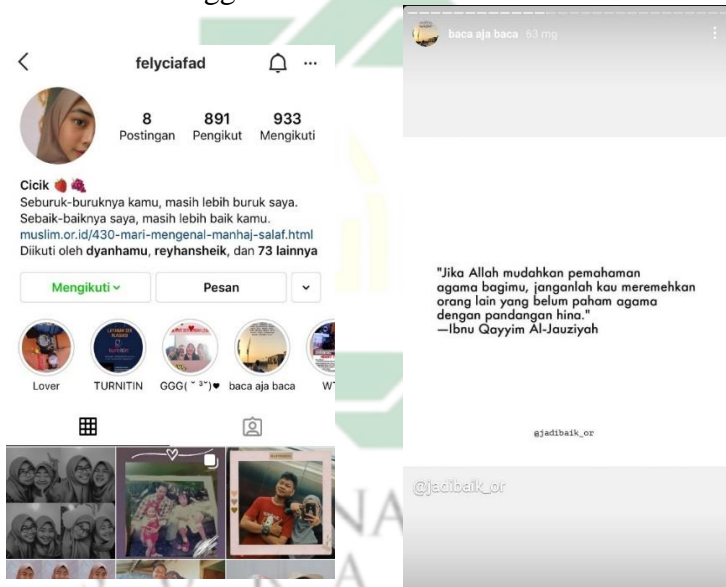 felyciafad
8 891 933
Postingan Pengikut Mengikuti
Cicik
Seburuk-buruknya kamu, masih lebih buruk saya.
Sebaik-baiknya saya, masih lebih baik kamu.
muslim.or.id/430-mari-mengenal-manhaj-salaf.html
Diikuti oleh dyanhamu, reyhansheik, dan 73 lainnya
Mengikuti Pesan
Lover TURNITIN GGG( ˘ ³˘)♥ baca aja baca
baca aja baca 63 mg
"Jika Allah mudahkan pemahaman
agama bagimu, janganlah kau meremehkan
orang lain yang belum paham agama
dengan pandangan hina."
—Ibnu Qayyim Al-Jauziyah
@jadibaik_or
@jadibaik_or